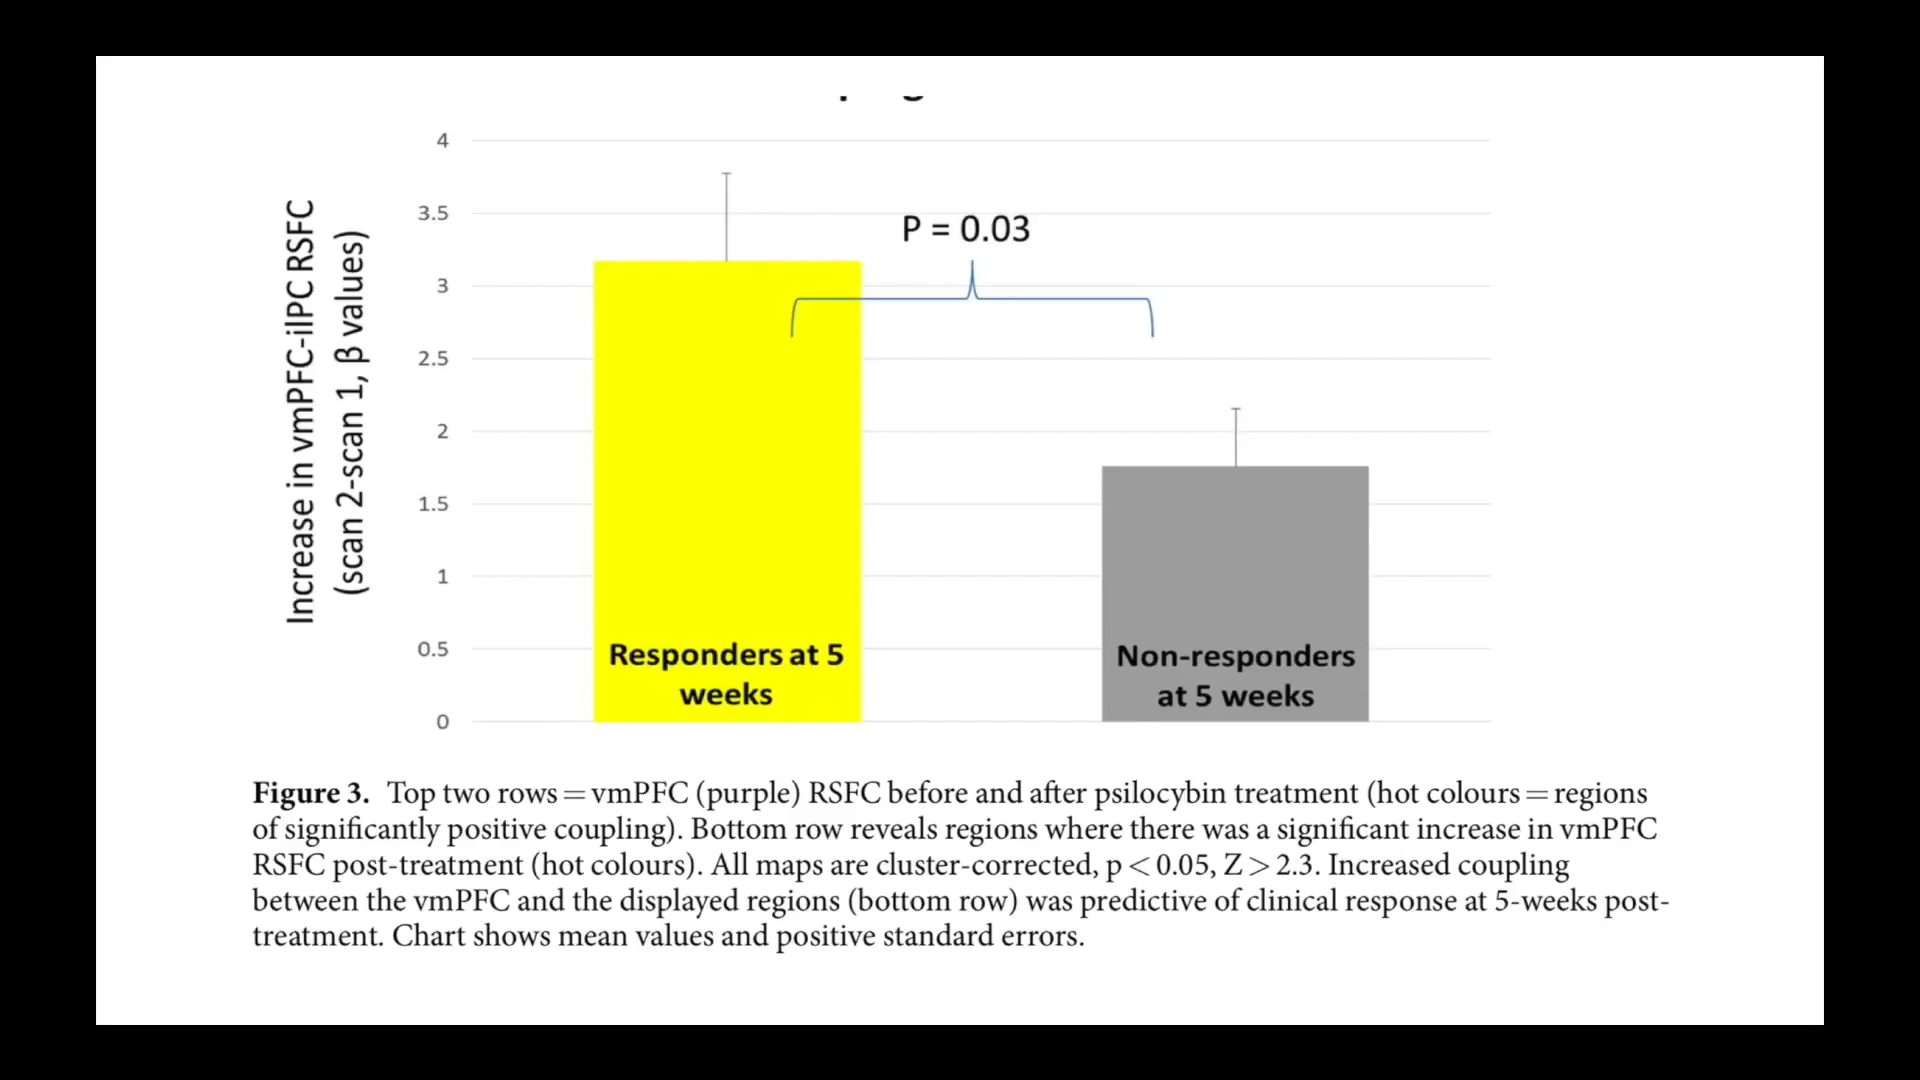 4
3.5
3
2.5
2
1.5
1
0.5
0
Increase in vmPFC-ilPC RSFC
(scan 2-scan 1, β values)
P = 0.03
Responders at 5
weeks
Non-responders
at 5 weeks
Figure 3. Top two rows = vmPFC (purple) RSFC before and after psilocybin treatment (hot colours = regions
of significantly positive coupling). Bottom row reveals regions where there was a significant increase in vmPFC
RSFC post-treatment (hot colours). All maps are cluster-corrected, p < 0.05, Z > 2.3. Increased coupling
between the vmPFC and the displayed regions (bottom row) was predictive of clinical response at 5-weeks post-
treatment. Chart shows mean values and positive standard errors.